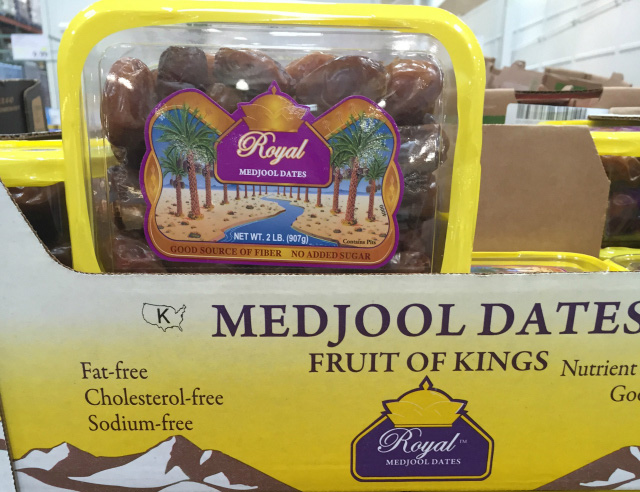 Royal
MEDJOOL DATES
NET WT. 2 LB. (907g)
Contains Pits
GOOD SOURCE OF FIBER NO ADDED SUGAR
K
MEDJOOL DATES
FRUIT OF KINGS
Fat-free
Cholesterol-free
Sodium-free
Nutrient
Goo
Royal™
MEDJOOL DATES